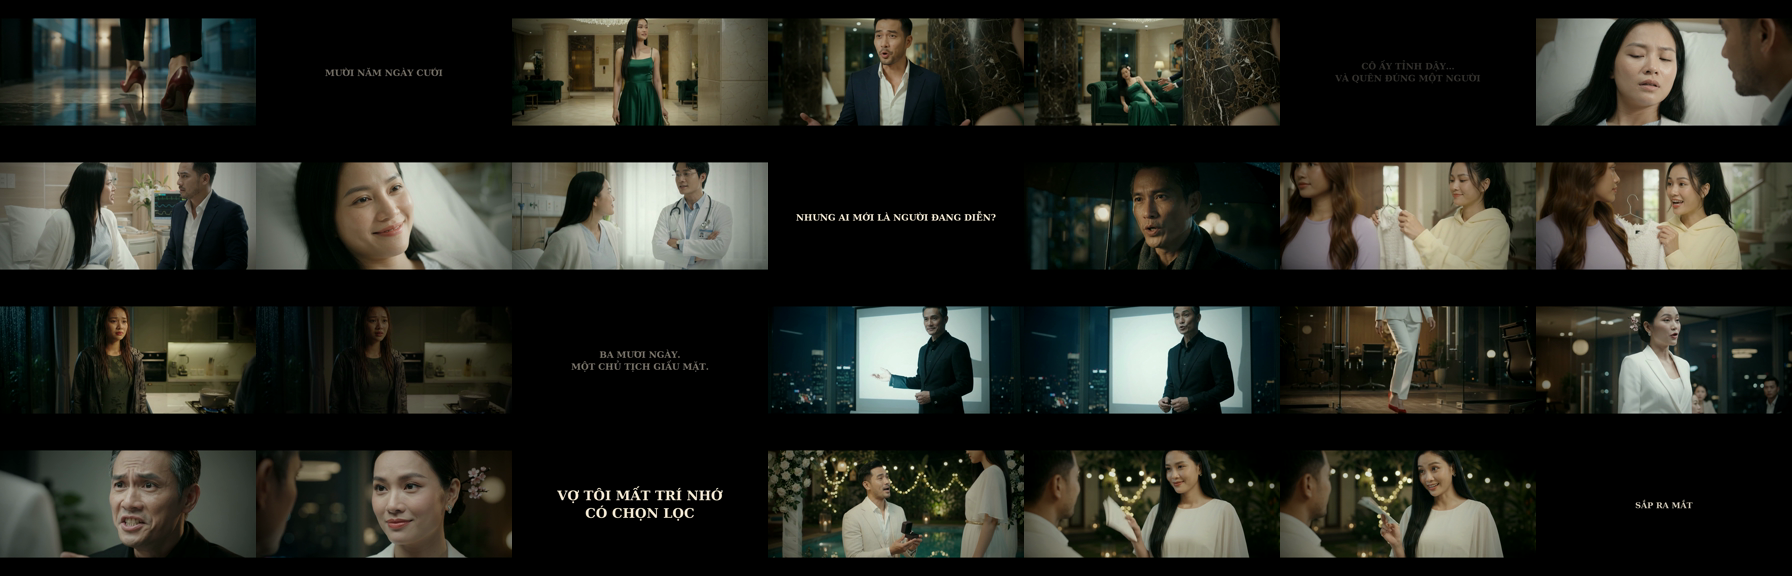 MƯỜI NĂM NGÀY CƯỚI
CÔ ẤY TỈNH DẬY...
VÀ QUÊN ĐÚNG MỘT NGƯỜI
NHƯNG AI MỚI LÀ NGƯỜI ĐANG DIỄN?
BA MƯƠI NGÀY.
MỘT CHỦ TỊCH GIẤU MẶT.
VỢ TÔI MẤT TRÍ NHỚ
CÓ CHỌN LỌC
SẮP RA MẮT